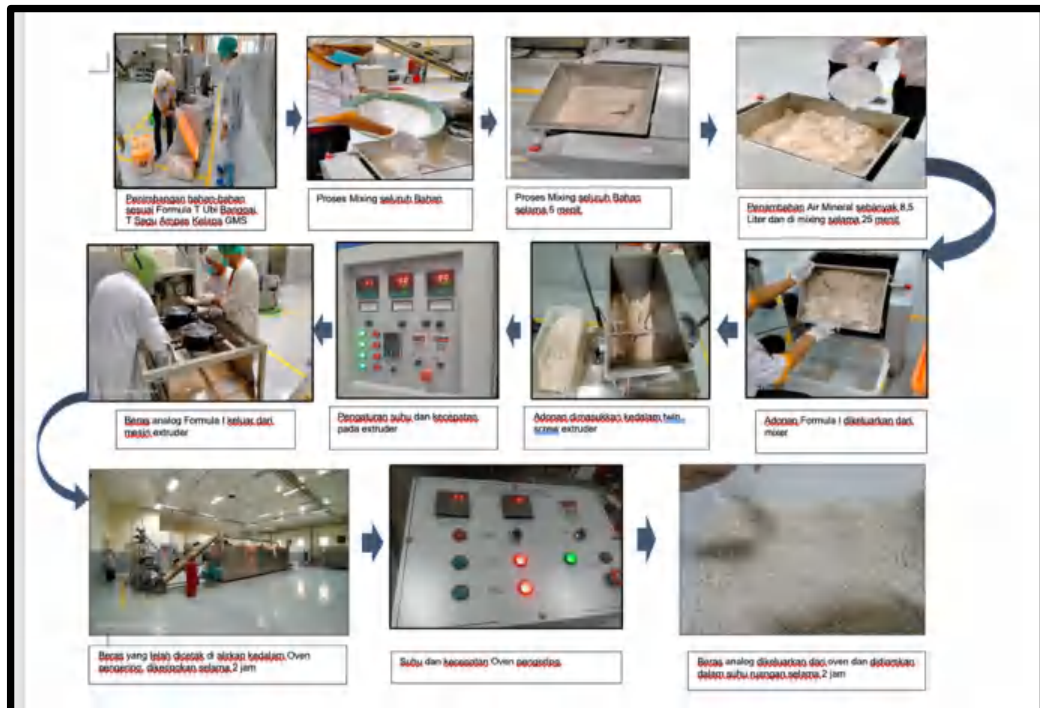 Penimbangan bahan-bahan
sesuai Formula T Ubi Banggai,
T Sagu Ampas Kelapa GMS
Proses Mixing seluruh Bahan
Proses Mixing seluruh Bahan
selama 5 menit
Penambahan Air Mineral sebanyak 8,5
Liter dan di mixing selama 25 menit
Beras analog Formula I keluar dari
mesin extruder
Pengaturan suhu dan kecepatan
pada extruder
Adonan dimasukkan kedalam twin
screw extruder
Adonan Formula I dikeluarkan dari
mixer
Beras yang telah dicetak di alirkan kedalam Oven
pengering, dikeringkan selama 2 jam
Suhu dan kecepatan Oven pengering
Beras analog dikeluarkan dari oven dan didiamkan
dalam suhu ruangan selama 2 jam